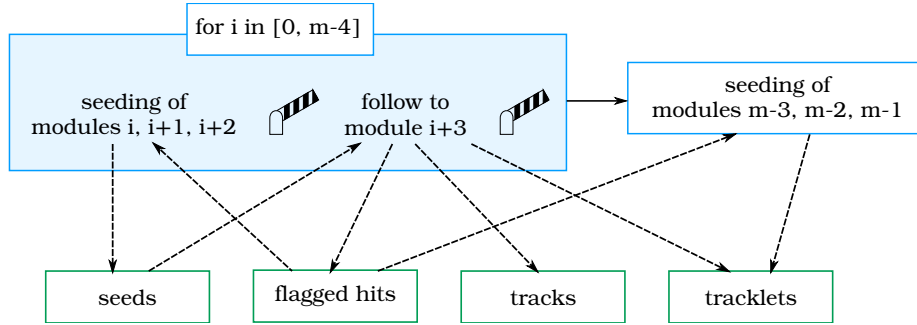 for i in [0, m-4]
seeding of
modules i, i+1, i+2
follow to
module i+3
seeding of
modules m-3, m-2, m-1
seeds
flagged hits
tracks
tracklets